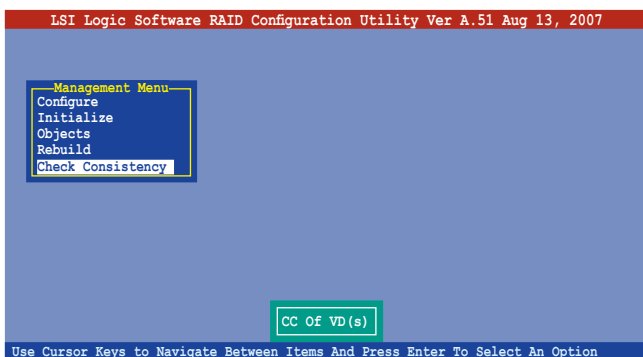 LSI Logic Software RAID Configuration Utility Ver A.51 Aug 13, 2007
Management Menu
Configure
Initialize
Objects
Rebuild
Check Consistency
CC Of VD(s)
Use Cursor Keys to Navigate Between Items And Press Enter To Select An Option